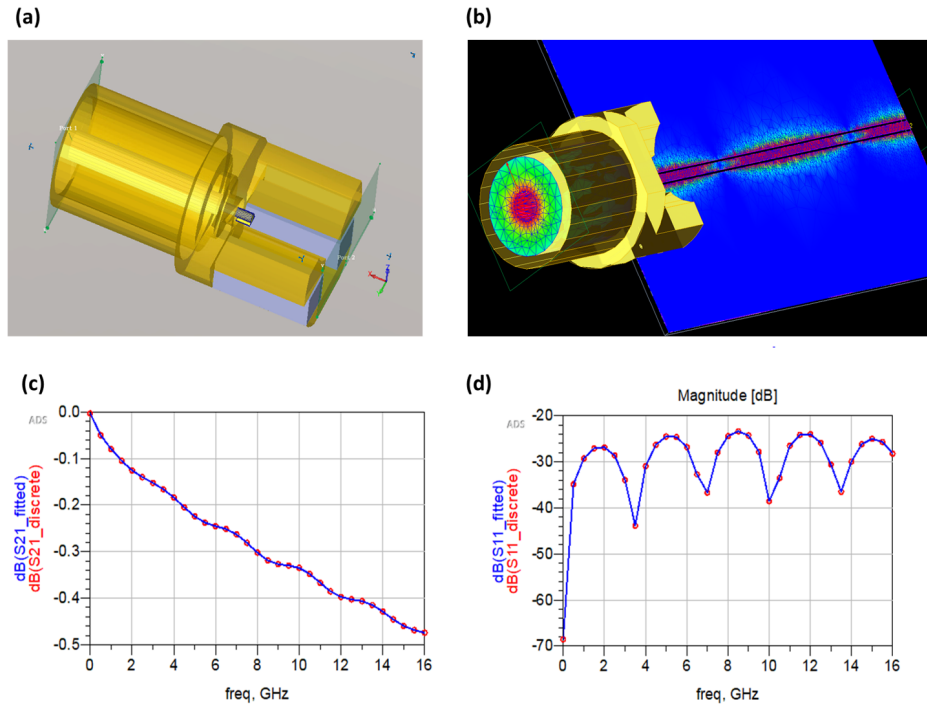 (a)
(b)
Port 1
Port 2
X
Z
Y
(c)
(d)
Magnitude [dB]
ADS
dB(S21_fitted)
dB(S21_discrete)
0.0
-0.1
-0.2
-0.3
-0.4
-0.5
0 2 4 6 8 10 12 14 16
freq, GHz
ADS
dB(S11_fitted)
dB(S11_discrete)
-20
-30
-40
-50
-60
-70
0 2 4 6 8 10 12 14 16
freq, GHz